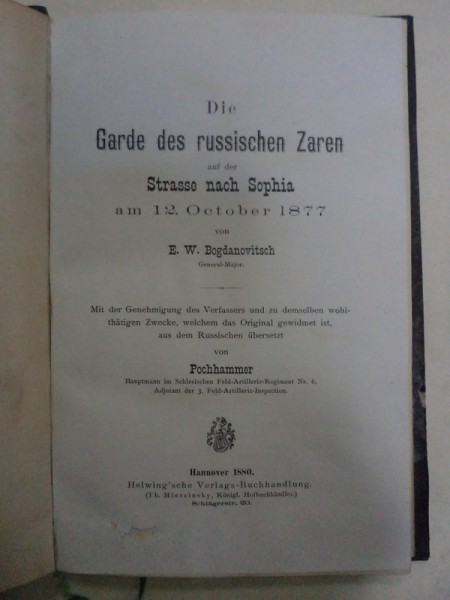 Die
Garde des russischen Zaren
auf der
Strasse nach Sophia
am 12. October 1877
von
E. W. Bogdanovitsch
General-Major.
Mit der Genehmigung des Verfassers und zu demselben wohl-
thätigen Zwecke, welchem das Original gewidmet ist,
aus dem Russischen übersetzt
von
Pochhammer
Hauptmann im Schlesischen Feld-Artillerie-Regiment Nr. 6,
Adjutant der 3. Feld-Artillerie-Inspection.
Hannover 1880.
Helwing'sche Verlags-Buchhandlung.
(Th. Mierzinsky, Königl. Hofbuchhändler.)
Schlägerstr. 20.